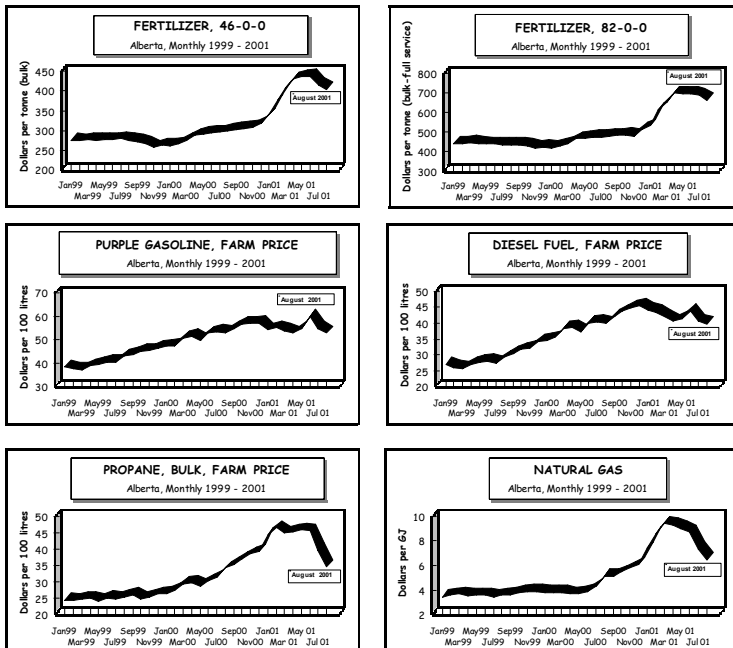 FERTILIZER, 46-0-0
Alberta, Monthly 1999 - 2001
Dollars per tonne (bulk)
450
400
350
300
250
200
August 2001
Jan99 May99 Sep99 Jan00 May00 Sep00 Jan01 May 01
Mar99 Jul99 Nov99 Mar00 Jul00 Nov00 Mar 01 Jul 01
FERTILIZER, 82-0-0
Alberta, Monthly 1999 - 2001
Dollars per tonne (bulk-full service)
800
700
600
500
400
300
August 2001
Jan99 May99 Sep99 Jan00 May00 Sep00 Jan01 May 01
Mar99 Jul99 Nov99 Mar00 Jul00 Nov00 Mar 01 Jul 01
PURPLE GASOLINE, FARM PRICE
Alberta, Monthly 1999 - 2001
Dollars per 100 litres
70
60
50
40
30
August 2001
Jan99 May99 Sep99 Jan00 May00 Sep00 Jan01 May 01
Mar99 Jul99 Nov99 Mar00 Jul00 Nov00 Mar 01 Jul 01
DIESEL FUEL, FARM PRICE
Alberta, Monthly 1999 - 2001
Dollars per 100 litres
50
45
40
35
30
25
20
August 2001
Jan99 May99 Sep99 Jan00 May00 Sep00 Jan01 May 01
Mar99 Jul99 Nov99 Mar00 Jul00 Nov00 Mar 01 Jul 01
PROPANE, BULK, FARM PRICE
Alberta, Monthly 1999 - 2001
Dollars per 100 litres
50
45
40
35
30
25
20
August 2001
Jan99 May99 Sep99 Jan00 May00 Sep00 Jan01 May 01
Mar99 Jul99 Nov99 Mar00 Jul00 Nov00 Mar 01 Jul 01
NATURAL GAS
Alberta, Monthly 1999 - 2001
Dollars per GJ
10
8
6
4
2
August 2001
Jan99 May99 Sep99 Jan00 May00 Sep00 Jan01 May 01
Mar99 Jul99 Nov99 Mar00 Jul00 Nov00 Mar 01 Jul 01